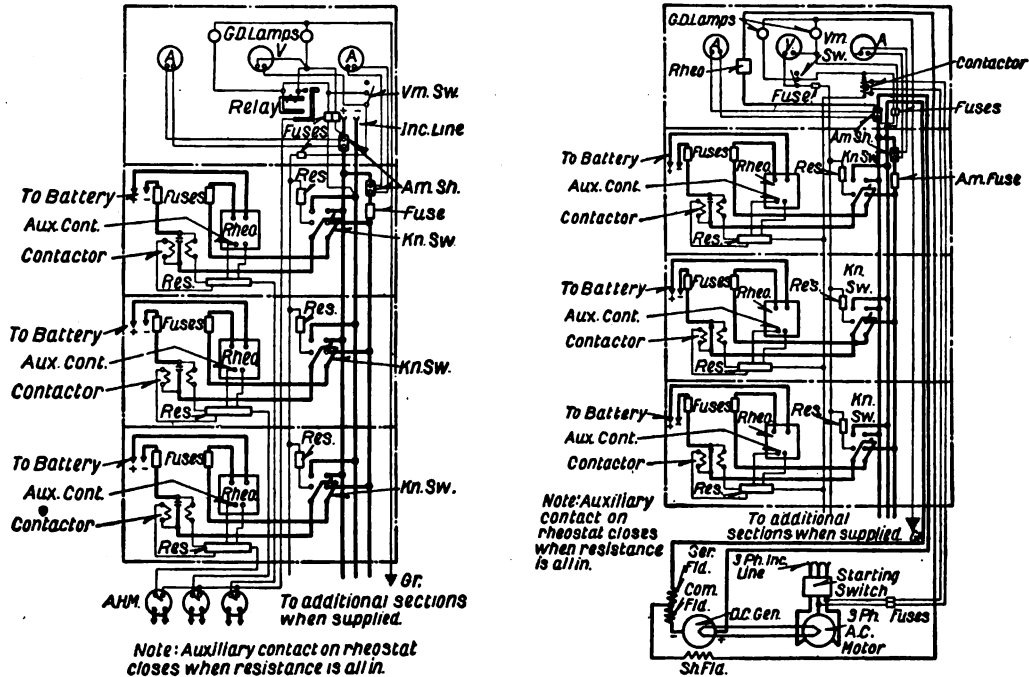 G.D. Lamps
A
V
A
Relay
Vm. Sw.
Fuses
Inc. Line
Am. Sh.
Fuse
Kn. Sw.
To Battery
+ -
Fuses
Res.
Aux. Cont.
Rheo.
Contactor
Res.
To Battery
+ -
Fuses
Res.
Aux. Cont.
Rheo.
Kn. Sw.
Contactor
Res.
To Battery
+ -
Fuses
Res.
Aux. Cont.
Rheo.
Kn. Sw.
Contactor
Res.
Gr.
A.H.M.
To additional sections
when supplied.
Note: Auxiliary contact on rheostat
closes when resistance is all in.
G.D. Lamps
A
V
Vm.
Sw.
A
Rheo.
Contactor
Fuse
Fuses
Am. Sh.
To Battery
+ -
Fuses
Rheo.
Res.
Kn. Sw.
Aux. Cont.
Am. Fuse
Contactor
Res.
To Battery
+ -
Fuses
Rheo.
Res.
Kn.
Sw.
Aux. Cont.
Contactor
Res.
To Battery
+ -
Fuses
Rheo.
Res.
Kn.
Sw.
Aux. Cont.
Contactor
Res.
Note: Auxiliary
contact on
rheostat closes
when resistance
is all in.
To additional
sections when supplied.
Gr.
Ser.
Fld.
Com.
Fld.
3 Ph. Inc.
Line
Starting
Switch
D.C. Gen.
- +
Fuses
3 Ph.
A.C.
Motor
Sh. Fld.